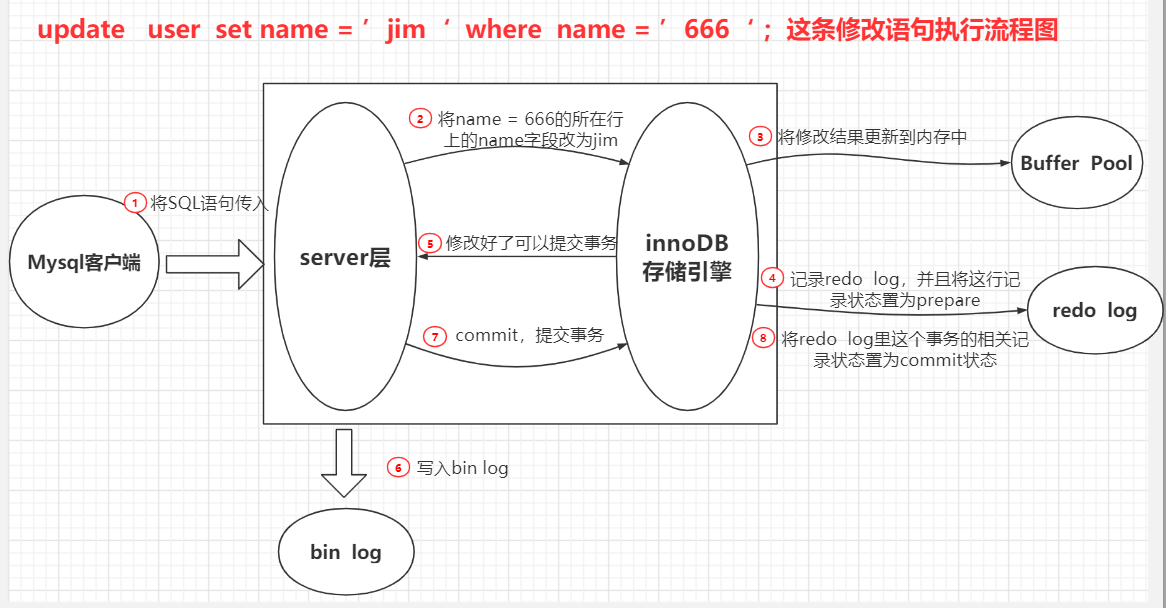 update user set name = ’ jim ‘ where name = ’ 666 ‘ ; 这条修改语句执行流程图
① 将SQL语句传入
Mysql客户端
server层
② 将name = 666的所在行
上的name字段改为jim
③ 将修改结果更新到内存中
Buffer Pool
⑤ 修改好了可以提交事务
innoDB
存储引擎
④ 记录redo log，并且将这行记
录状态置为prepare
redo log
⑦ commit，提交事务
⑧ 将redo log里这个事务的相关记
录状态置为commit状态
⑥ 写入bin log
bin log